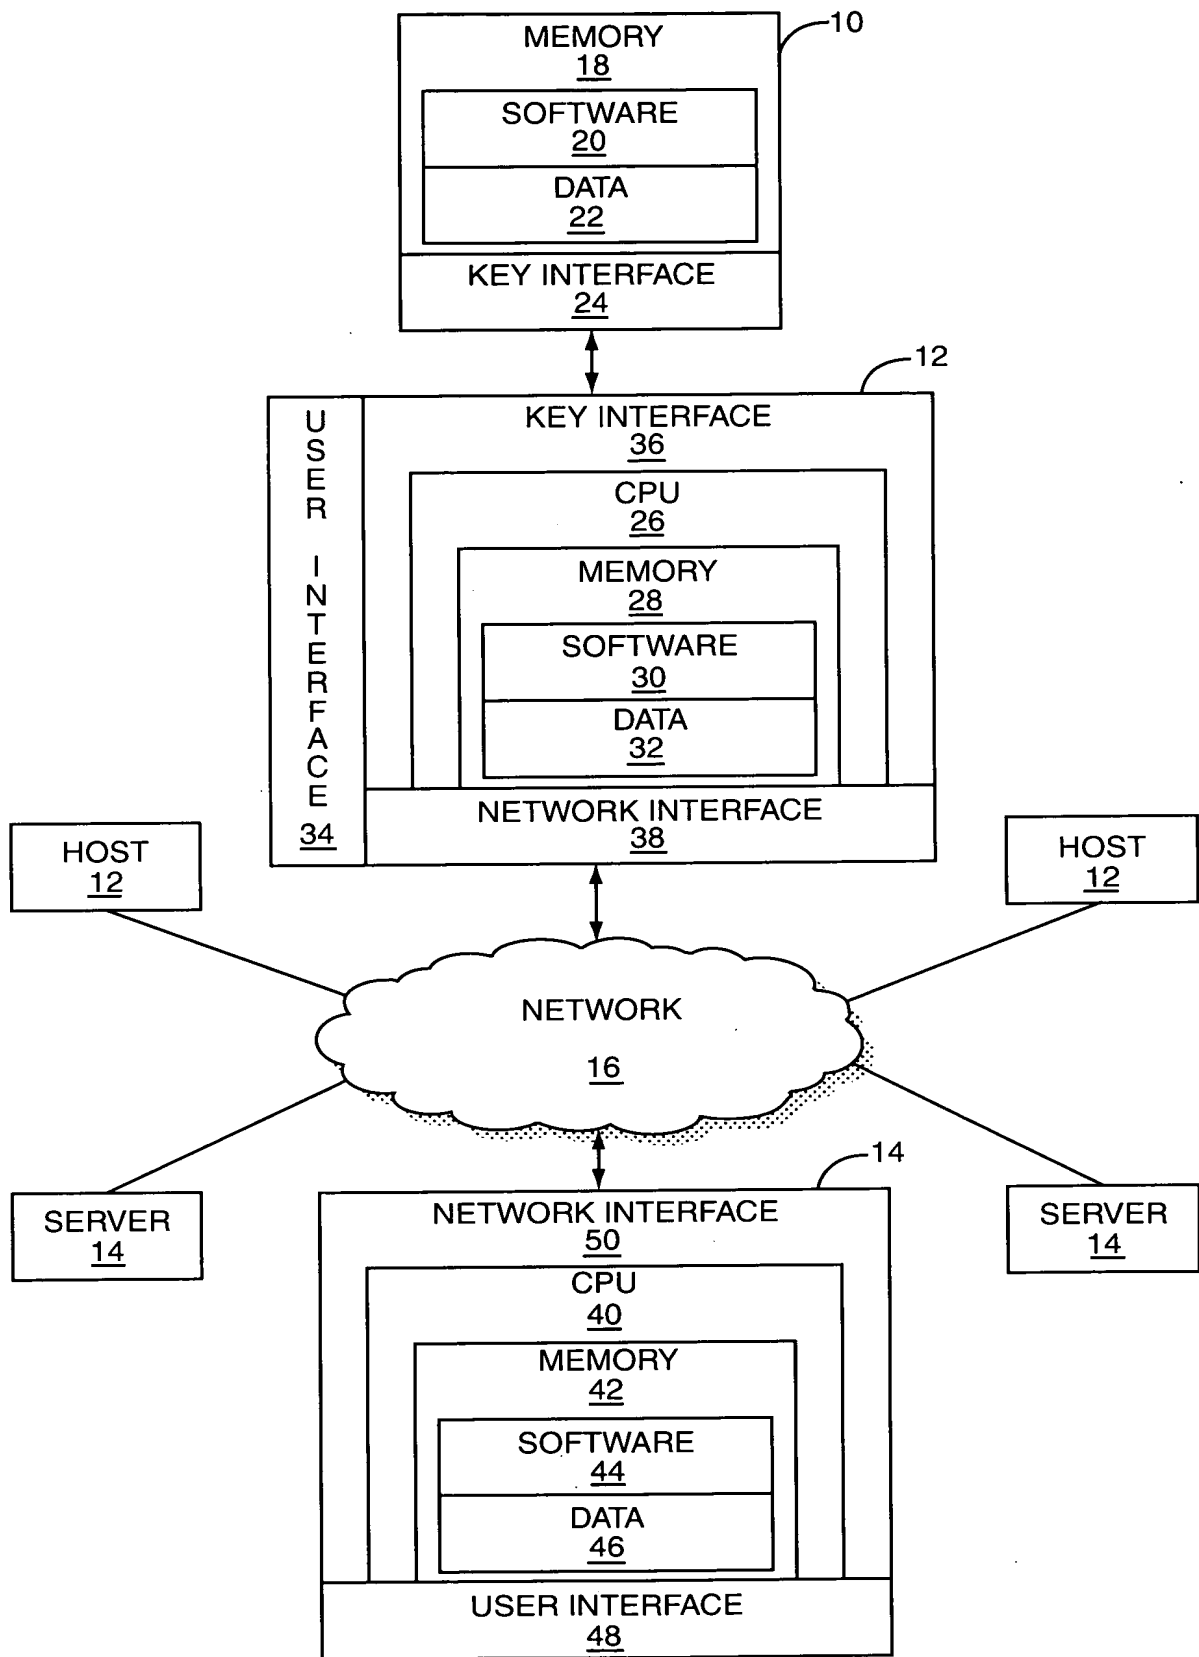 10
MEMORY
18
SOFTWARE
20
DATA
22
KEY INTERFACE
24
12
USER INTERFACE
34
KEY INTERFACE
36
CPU
26
MEMORY
28
SOFTWARE
30
DATA
32
NETWORK INTERFACE
38
HOST
12
HOST
12
NETWORK
16
14
SERVER
14
SERVER
14
NETWORK INTERFACE
50
CPU
40
MEMORY
42
SOFTWARE
44
DATA
46
USER INTERFACE
48